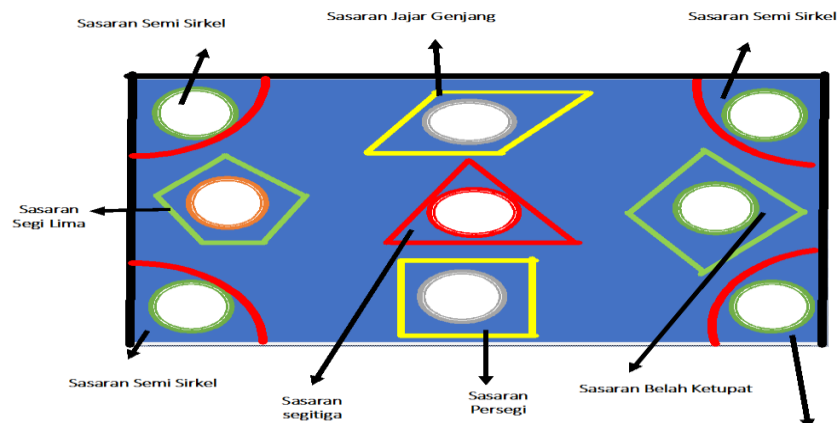 Sasaran Semi Sirkel
Sasaran Jajar Genjang
Sasaran Semi Sirkel
Sasaran
Segi Lima
Sasaran Semi Sirkel
Sasaran
segitiga
Sasaran
Persegi
Sasaran Belah Ketupat